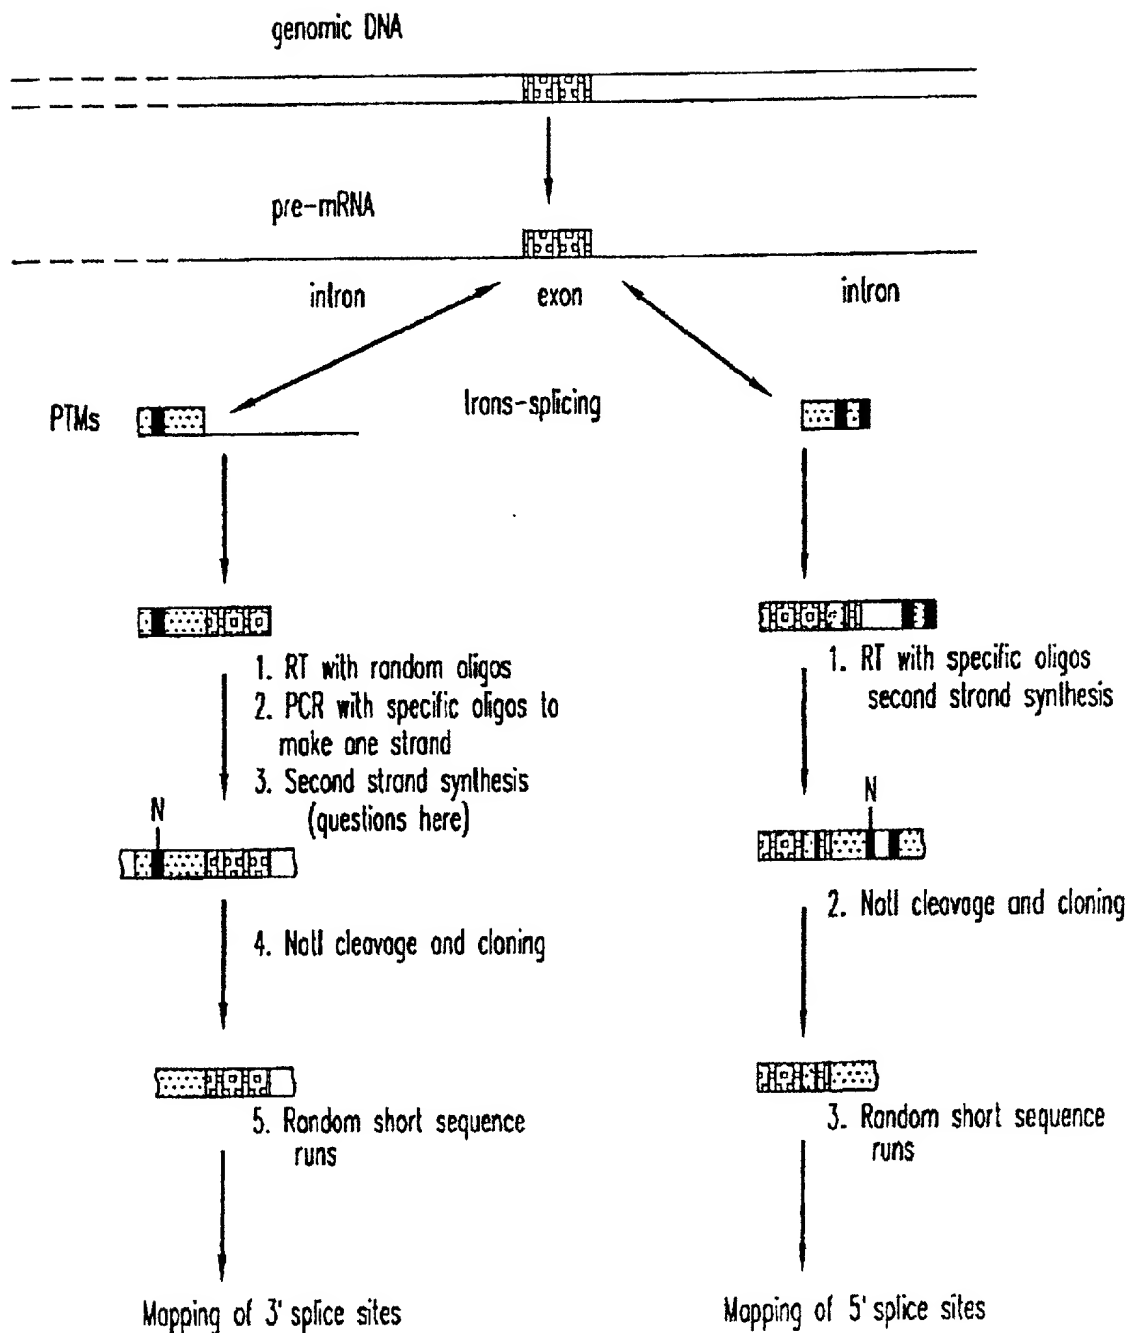 genomic DNA
pre-mRNA
intron
exon
intron
PTMs
Trans-splicing
1. RT with random oligos
2. PCR with specific oligos to
make one strand
3. Second strand synthesis
(questions here)
N
4. NotI cleavage and cloning
5. Random short sequence
runs
Mapping of 3' splice sites
1. RT with specific oligos
second strand synthesis
N
2. NotI cleavage and cloning
3. Random short sequence
runs
Mapping of 5' splice sites